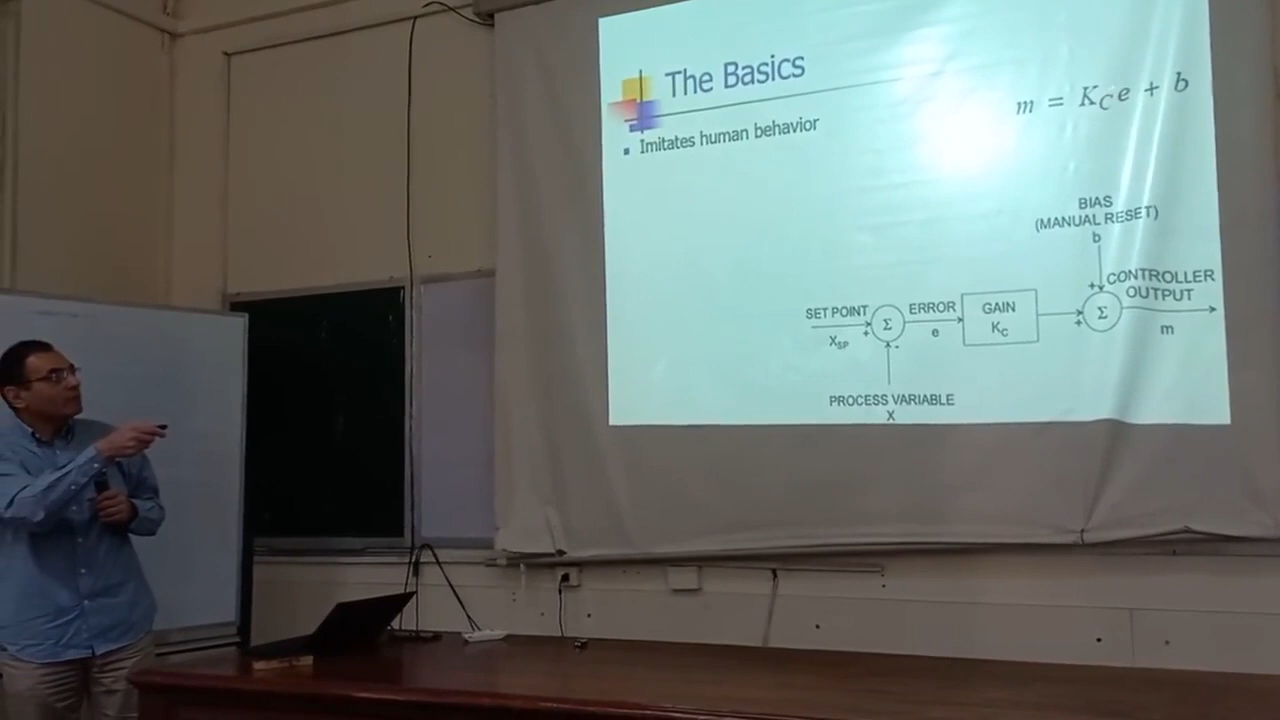 The Basics
m = K_C e + b
▪ Imitates human behavior
BIAS
(MANUAL RESET)
b
CONTROLLER
OUTPUT
m
SET POINT
X_SP
+
Σ
-
ERROR
e
GAIN
K_C
+
+
Σ
PROCESS VARIABLE
X